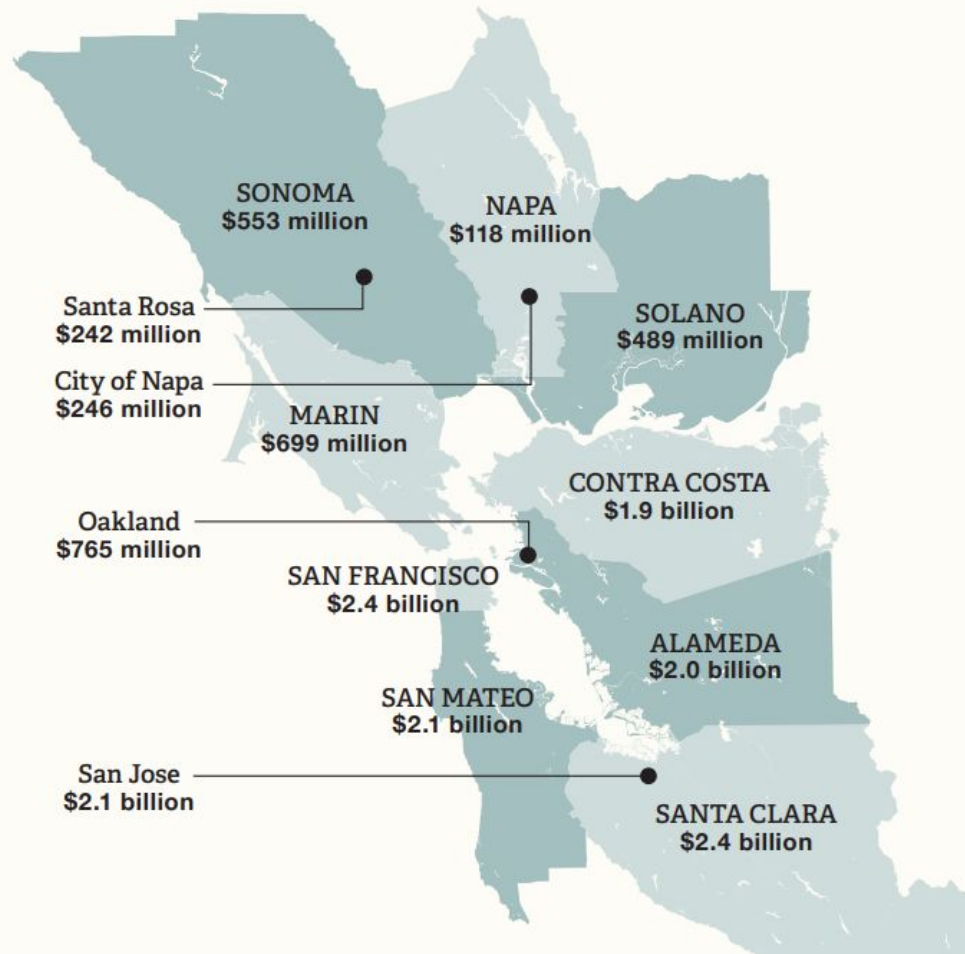 SONOMA
$553 million
NAPA
$118 million
Santa Rosa
$242 million
SOLANO
$489 million
City of Napa
$246 million
MARIN
$699 million
CONTRA COSTA
$1.9 billion
Oakland
$765 million
SAN FRANCISCO
$2.4 billion
ALAMEDA
$2.0 billion
SAN MATEO
$2.1 billion
San Jose
$2.1 billion
SANTA CLARA
$2.4 billion